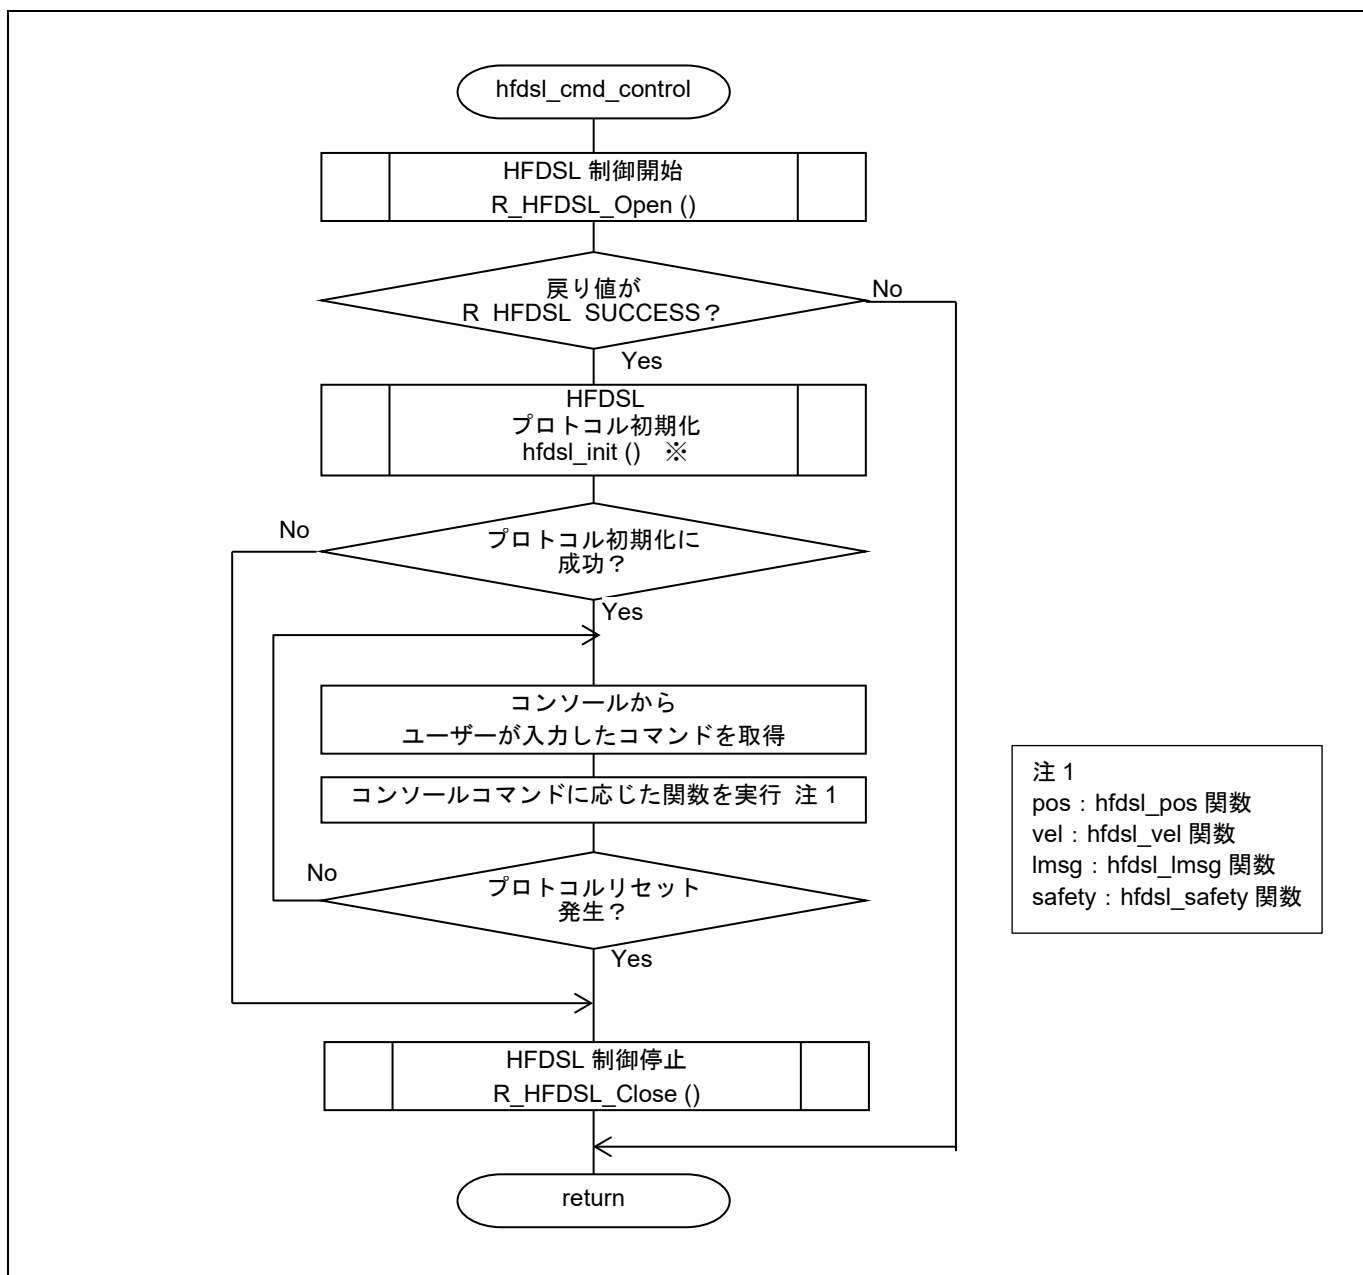 hfdsl_cmd_control
HFDSL 制御開始
R_HFDSL_Open ()
戻り値が
R HFDSL SUCCESS？
No
Yes
HFDSL
プロトコル初期化
hfdsl_init () ※
No
プロトコル初期化に
成功？
Yes
コンソールから
ユーザーが入力したコマンドを取得
コンソールコマンドに応じた関数を実行 注 1
No
プロトコルリセット
発生？
Yes
HFDSL 制御停止
R_HFDSL_Close ()
return
注 1
pos：hfdsl_pos 関数
vel：hfdsl_vel 関数
lmsg：hfdsl_lmsg 関数
safety：hfdsl_safety 関数